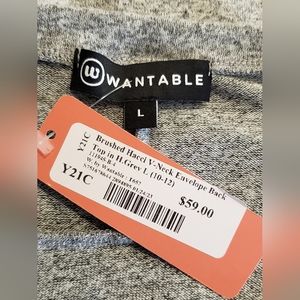 WANTABLE
L
Y21C
Brushed Hacci V-Neck Envelope Back
Top in H.Grey L (10-12)
Y21C
$59.00